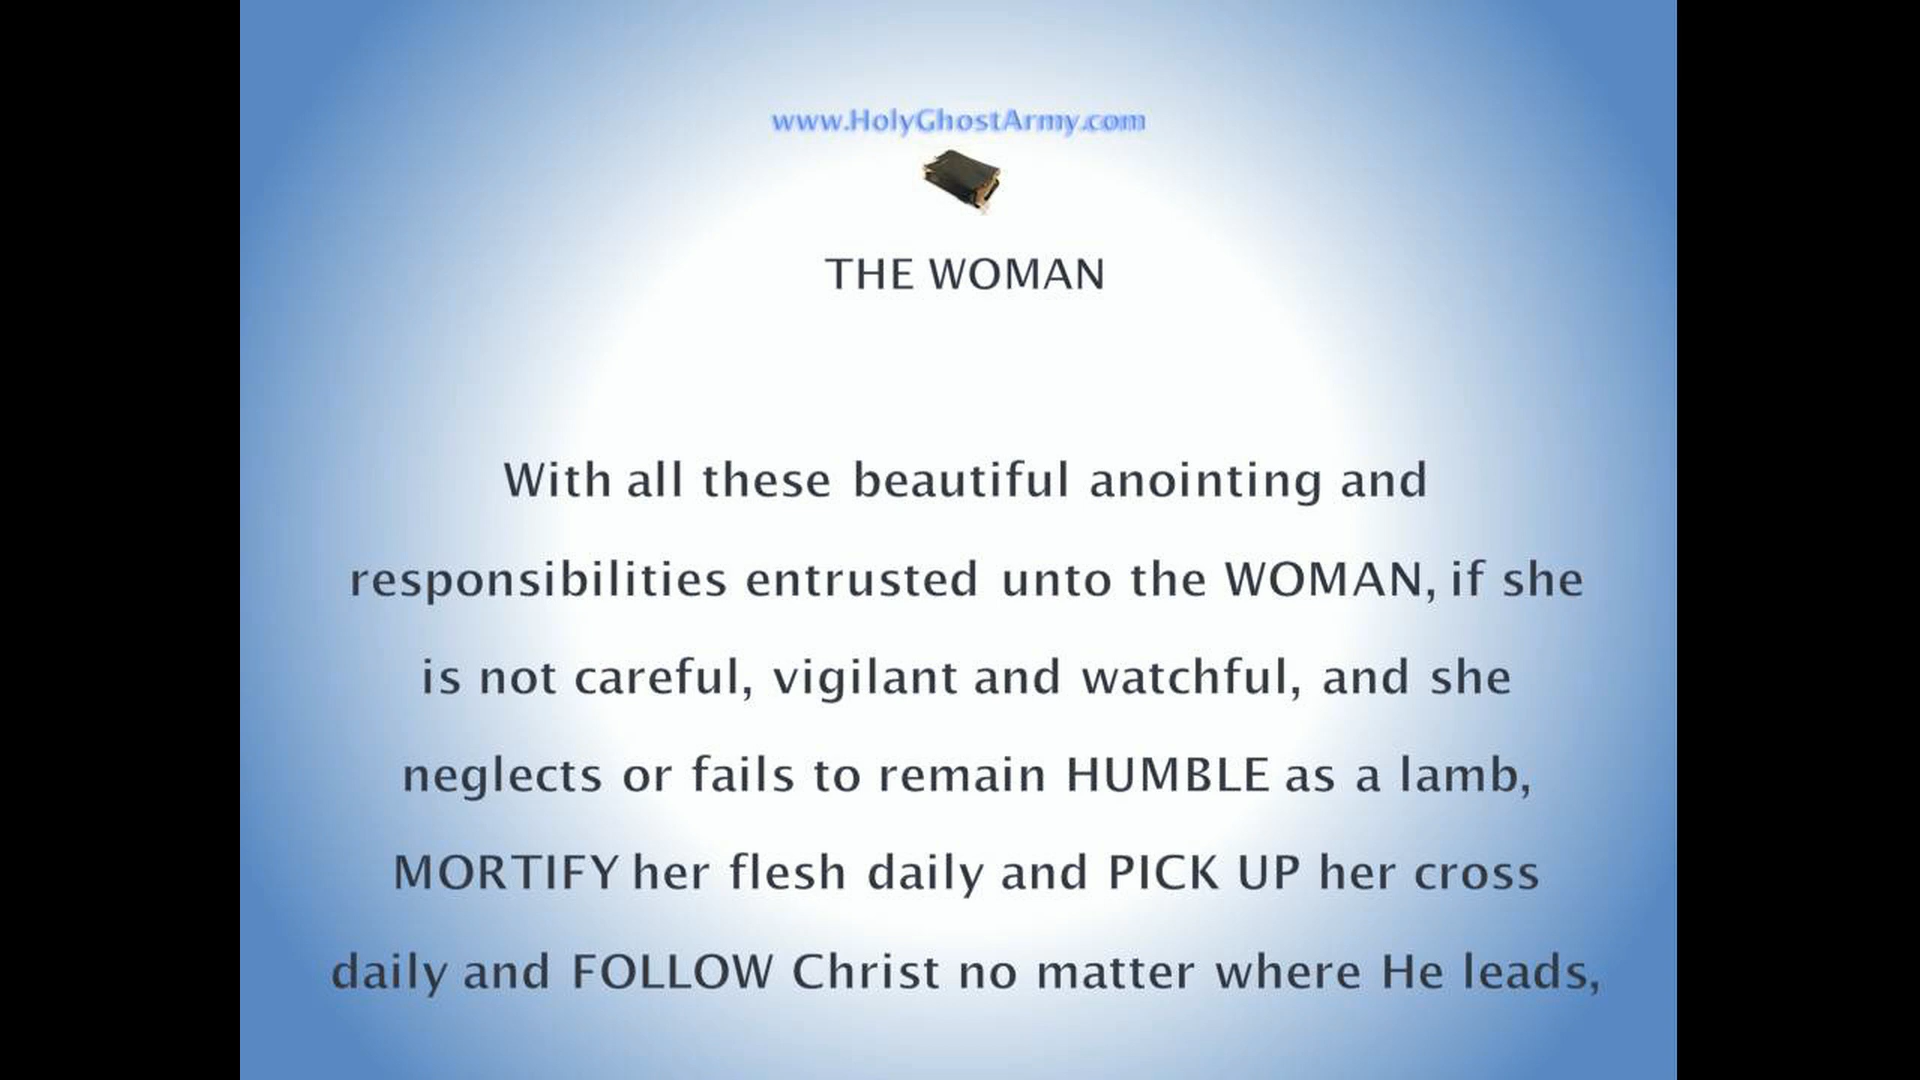 www.HolyGhostArmy.com
THE WOMAN
With all these beautiful anointing and
responsibilities entrusted unto the WOMAN, if she
is not careful, vigilant and watchful, and she
neglects or fails to remain HUMBLE as a lamb,
MORTIFY her flesh daily and PICK UP her cross
daily and FOLLOW Christ no matter where He leads,